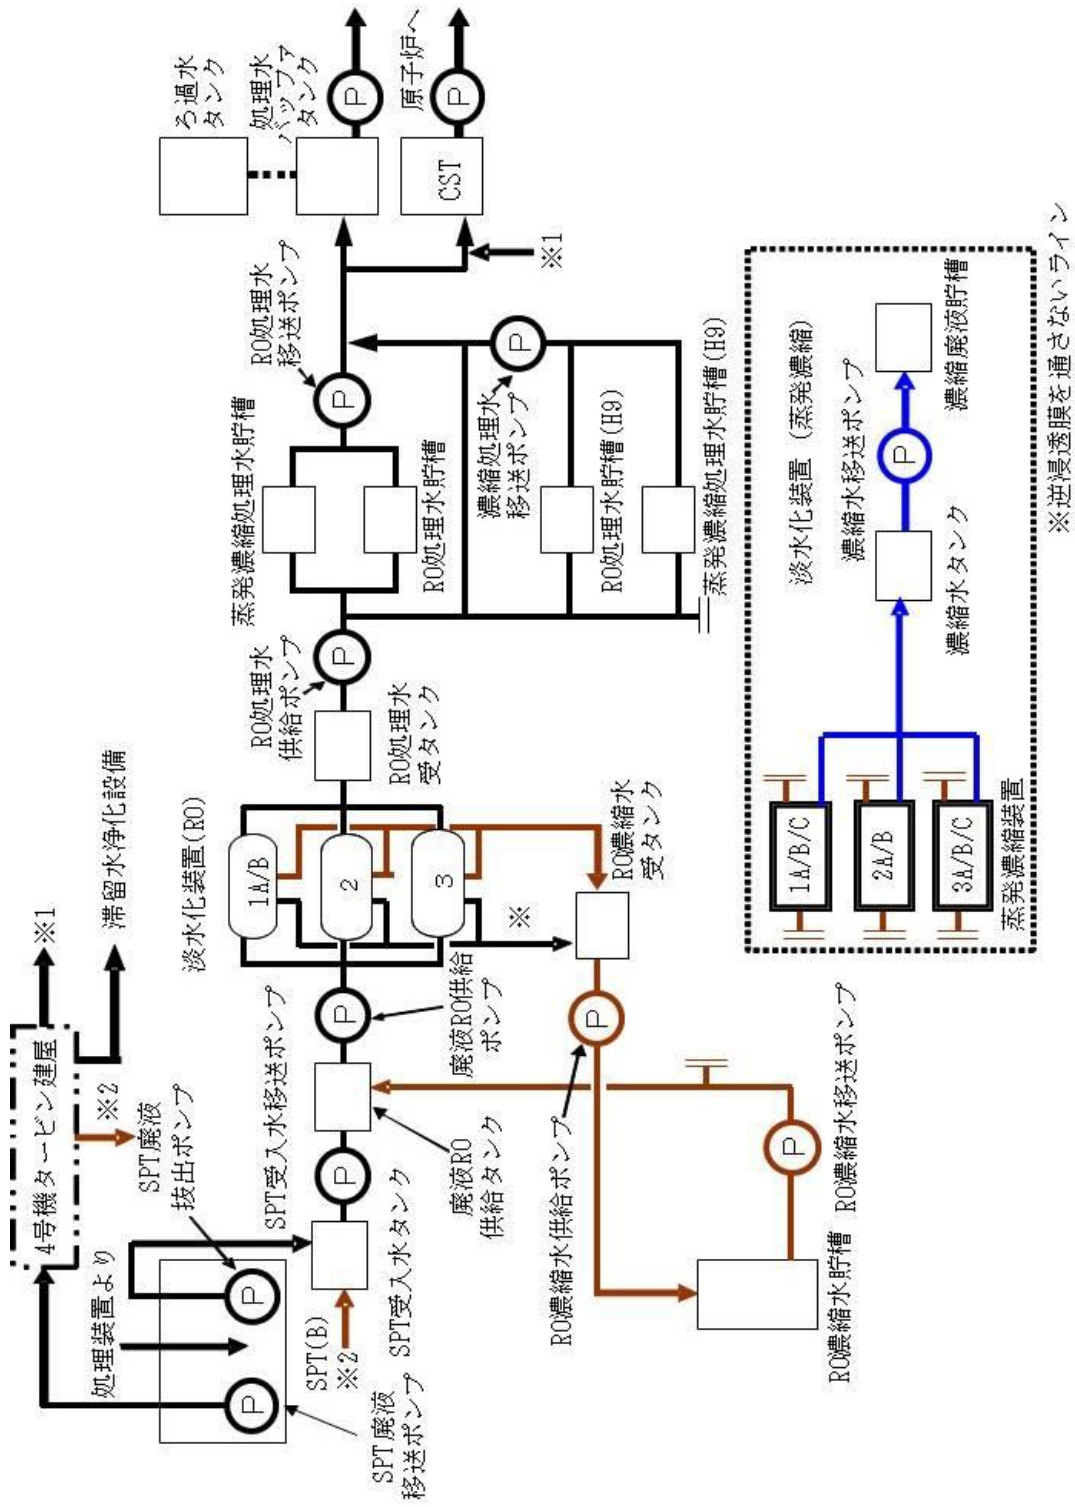 4号機タービン建屋
※1
滞留水浄化設備
※2
処理装置より
SPT廃液
抜出ポンプ
P
P
SPT廃液
移送ポンプ
SPT(B)
※2
SPT受入水タンク
SPT受入水移送ポンプ
P
廃液RO
供給タンク
廃液RO供給
ポンプ
P
淡水化装置(RO)
1A/B
2
3
※
RO処理水
受タンク
RO処理水
供給ポンプ
P
蒸発濃縮処理水貯槽
RO処理水貯槽
RO処理水
移送ポンプ
P
濃縮処理水
移送ポンプ
P
RO処理水貯槽(H9)
蒸発濃縮処理水貯槽(H9)
ろ過水
タンク
処理水
バッファ
タンク
P
CST
※1
原子炉へ
P
RO濃縮水
受タンク
P
RO濃縮水供給ポンプ
RO濃縮水貯槽
RO濃縮水移送ポンプ
P
淡水化装置(蒸発濃縮)
1A/B/C
2A/B
3A/B/C
蒸発濃縮装置
濃縮水タンク
濃縮水移送ポンプ
P
濃縮廃液貯槽
※逆浸透膜を通さないライン